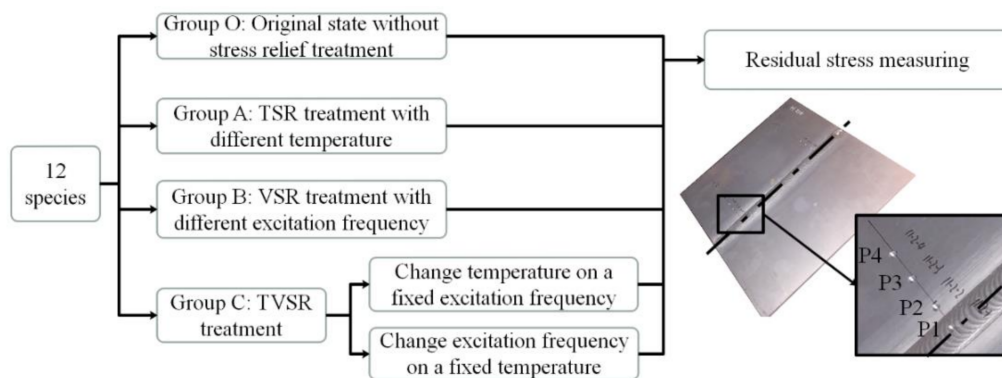 Group O: Original state without
stress relief treatment
Residual stress measuring
Group A: TSR treatment with
different temperature
12
species
Group B: VSR treatment with
different excitation frequency
Group C: TVSR
treatment
Change temperature on a
fixed excitation frequency
Change excitation frequency
on a fixed temperature
P4
P3
P2
P1